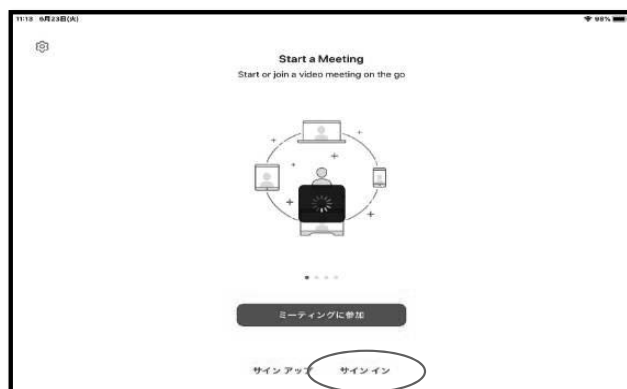 11:13 6月23日(火) 98%
Start a Meeting
Start or join a video meeting on the go
ミーティングに参加
サイン アップ サイン イン